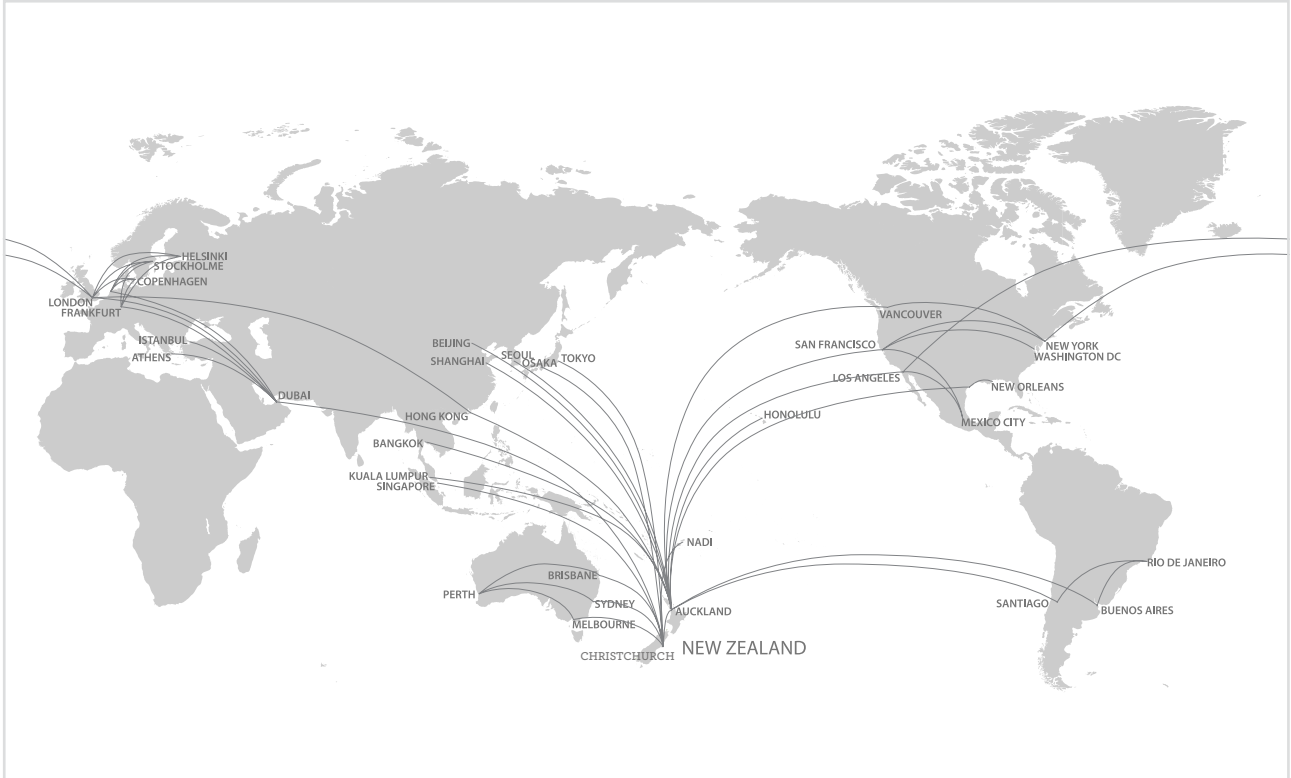 HELSINKI
STOCKHOLME
COPENHAGEN
LONDON
FRANKFURT
ISTANBUL
ATHENS
DUBAI
BEIJING
SHANGHAI
SEOUL
OSAKA
TOKYO
HONG KONG
BANGKOK
KUALA LUMPUR
SINGAPORE
VANCOUVER
SAN FRANCISCO
NEW YORK
WASHINGTON DC
LOS ANGELES
NEW ORLEANS
HONOLULU
MEXICO CITY
NADI
PERTH
BRISBANE
SYDNEY
MELBOURNE
AUCKLAND
CHRISTCHURCH
NEW ZEALAND
RIO DE JANEIRO
SANTIAGO
BUENOS AIRES